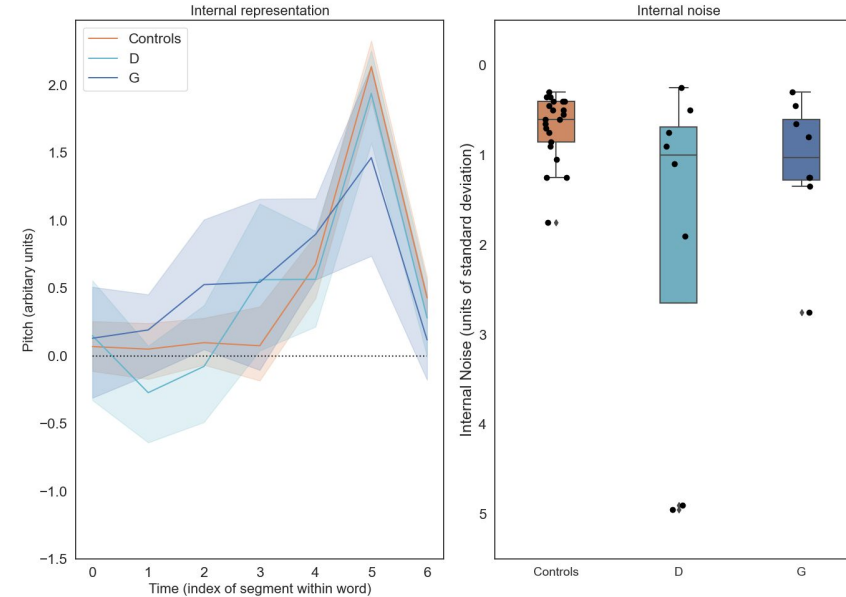 Internal representation
Controls
D
G
2.0
1.5
1.0
0.5
0.0
−0.5
−1.0
−1.5
Pitch (arbitary units)
0 1 2 3 4 5 6
Time (index of segment within word)
Internal noise
0
1
2
3
4
5
Internal Noise (units of standard deviation)
Controls D G